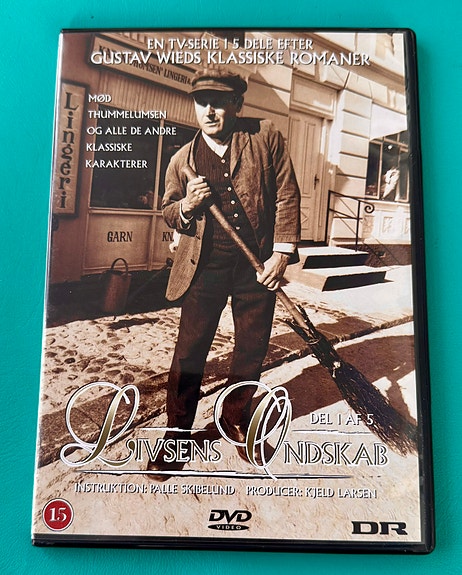 EN TV-SERIE I 5 DELE EFTER
GUSTAV WIEDS KLASSISKE ROMANER
MØD
THUMMELUMSEN
OG ALLE DE ANDRE
KLASSISKE
KARAKTERER
Lingeri
GARN
DEL 1 AF 5
LIVSENS ONDSKAB
INSTRUKTION: PALLE SKIBELUND PRODUCER: KJELD LARSEN
15
DVD
VIDEO
DR